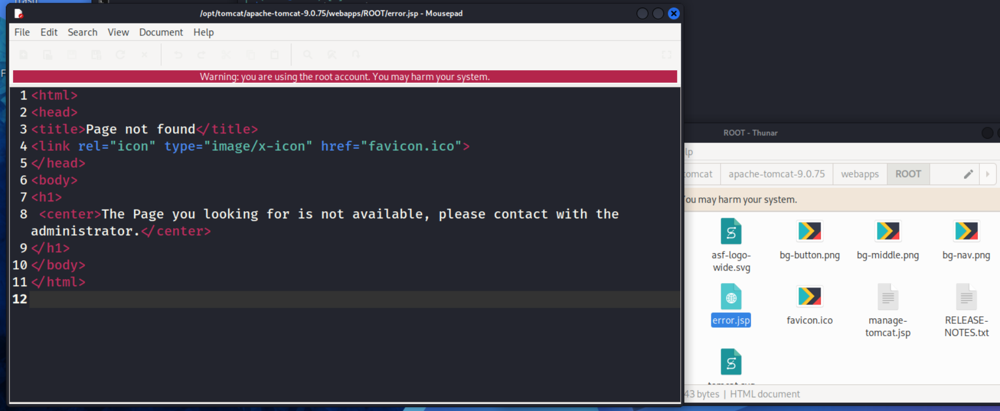 Trash
/opt/tomcat/apache-tomcat-9.0.75/webapps/ROOT/error.jsp - Mousepad
File Edit Search View Document Help
Warning: you are using the root account. You may harm your system.
1 <html>
2 <head>
3 <title>Page not found</title>
4 <link rel="icon" type="image/x-icon" href="favicon.ico">
5 </head>
6 <body>
7 <h1>
8 <center>The Page you looking for is not available, please contact with the
administrator.</center>
9 </h1>
10 </body>
11 </html>
12
F
ROOT - Thunar
lp
tomcat apache-tomcat-9.0.75 webapps ROOT
You may harm your system.
asf-logo-
wide.svg
bg-button.png
bg-middle.png
bg-nav.png
error.jsp
favicon.ico
manage-
tomcat.jsp
RELEASE-
NOTES.txt
tomcat.svg
43 bytes | HTML document